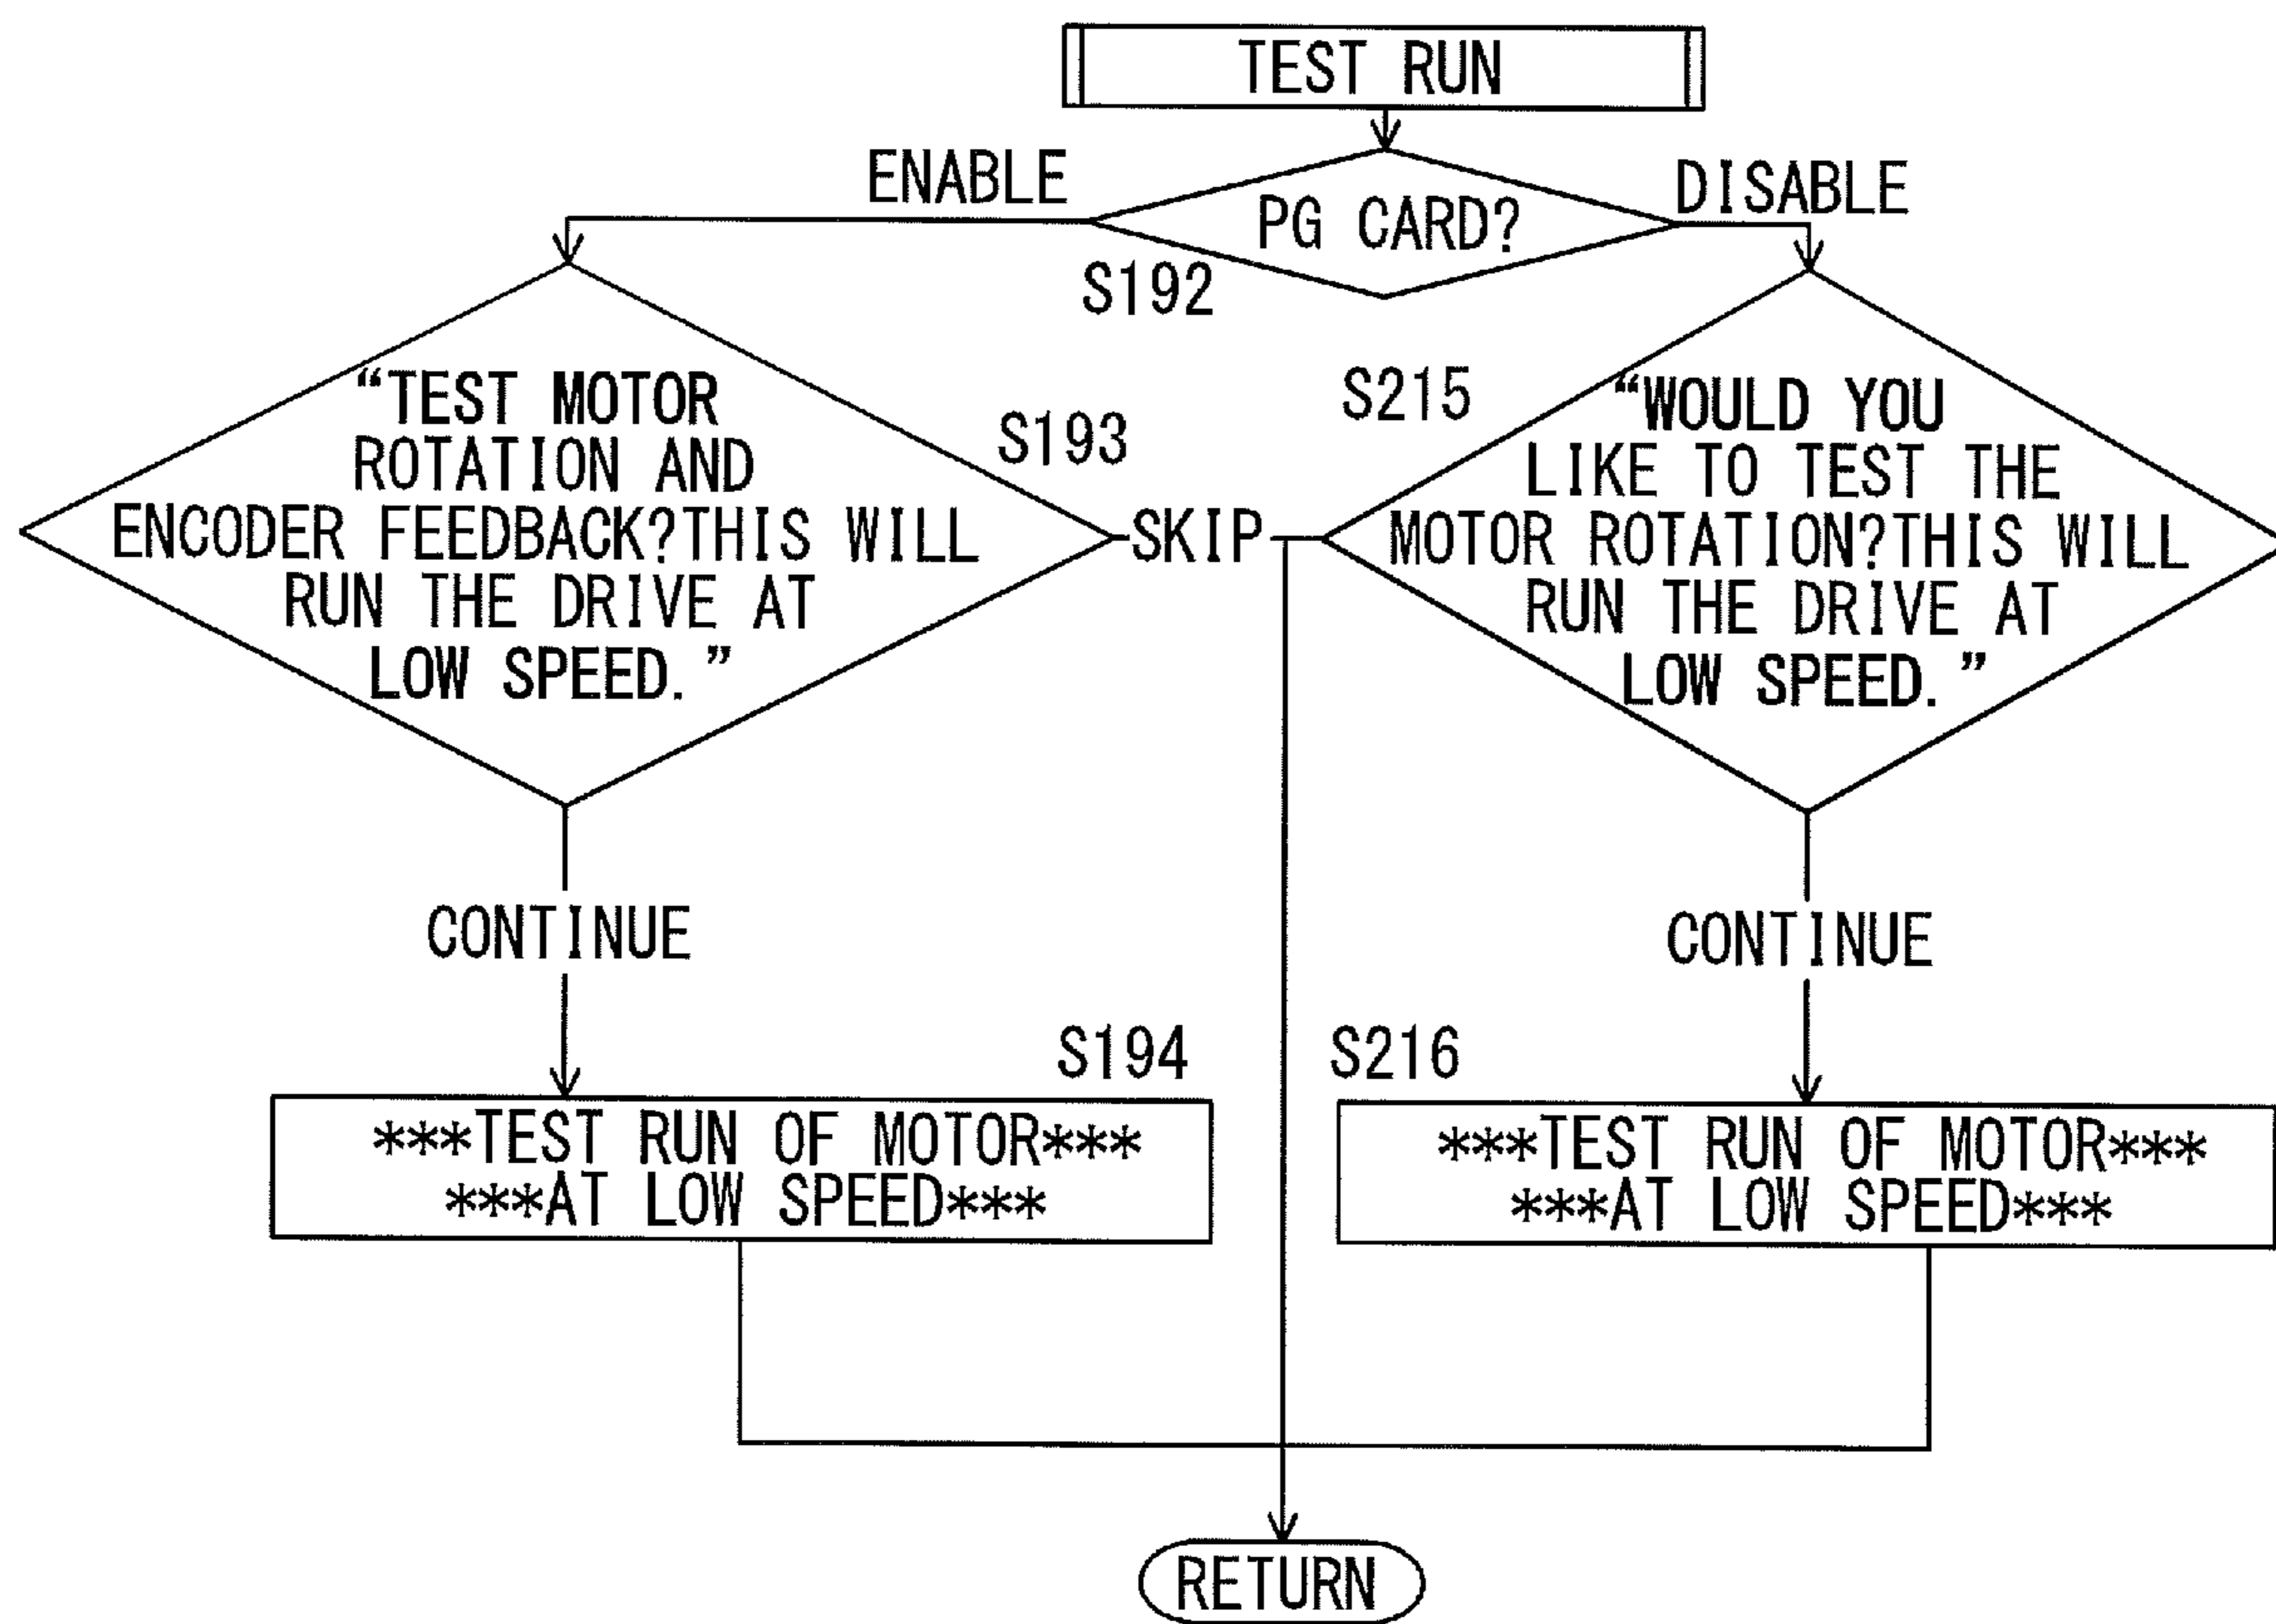 TEST RUN
ENABLE
DISABLE
PG CARD?
S192
“TEST MOTOR
ROTATION AND
ENCODER FEEDBACK?THIS WILL
RUN THE DRIVE AT
LOW SPEED.”
S193
SKIP
S215
“WOULD YOU
LIKE TO TEST THE
MOTOR ROTATION?THIS WILL
RUN THE DRIVE AT
LOW SPEED.”
CONTINUE
CONTINUE
S194
***TEST RUN OF MOTOR***
***AT LOW SPEED***
S216
***TEST RUN OF MOTOR***
***AT LOW SPEED***
RETURN